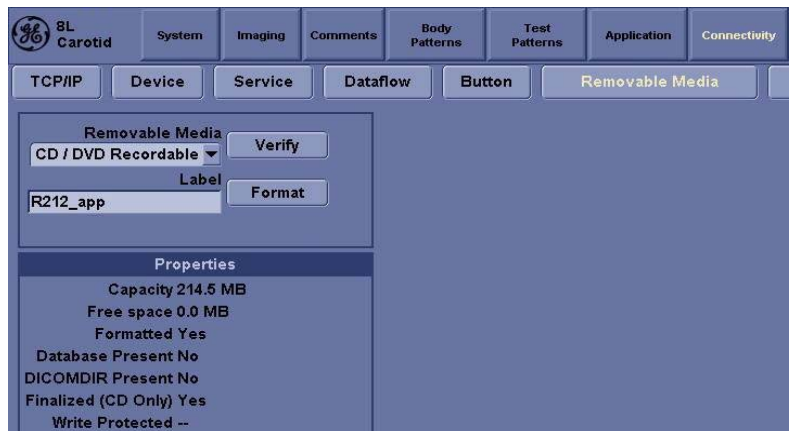 GE 8L
Carotid
System
Imaging
Comments
Body
Patterns
Test
Patterns
Application
Connectivity
TCP/IP
Device
Service
Dataflow
Button
Removable Media
Removable Media
CD / DVD Recordable
Verify
Label
R212_app
Format
Properties
Capacity 214.5 MB
Free space 0.0 MB
Formatted Yes
Database Present No
DICOMDIR Present No
Finalized (CD Only) Yes
Write Protected --